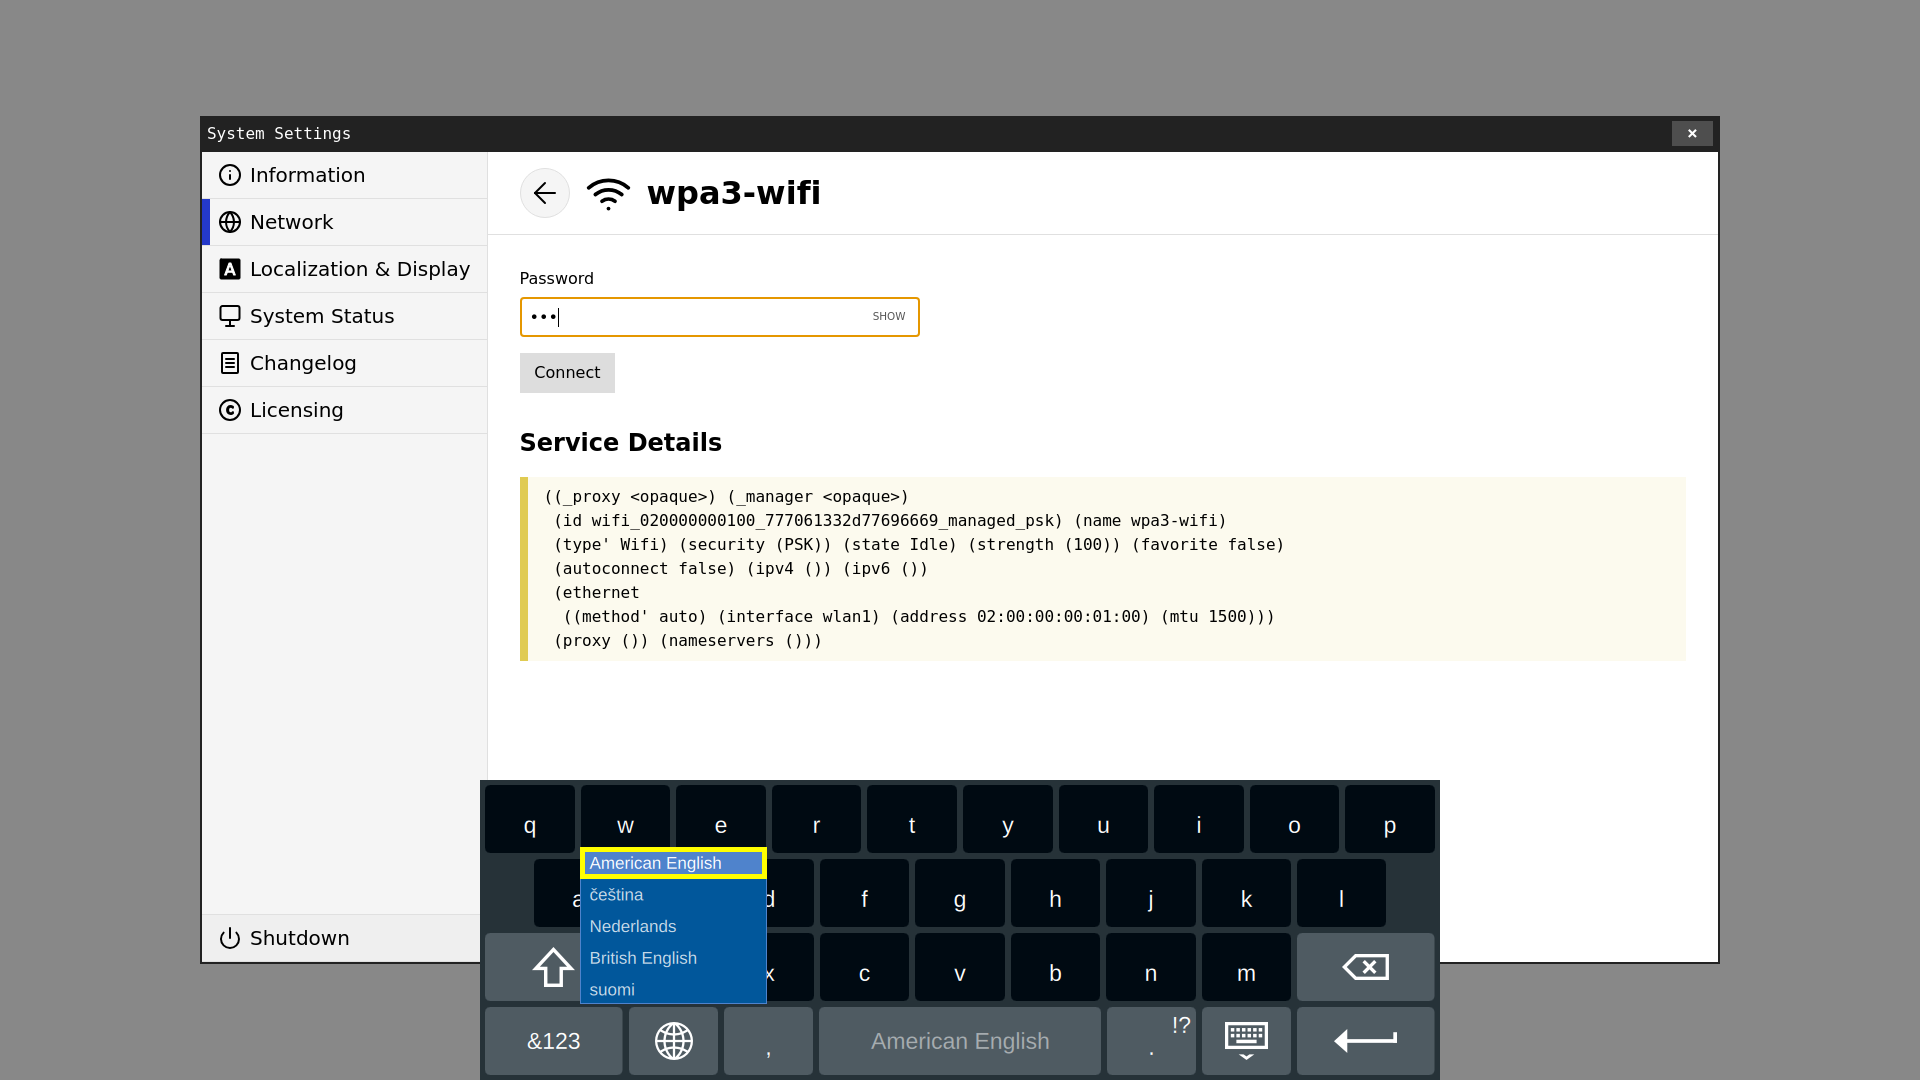 System Settings
Information
Network
Localization & Display
System Status
Changelog
Licensing
Shutdown
wpa3-wifi
Password
•••
SHOW
Connect
Service Details
((_proxy <opaque>) (_manager <opaque>)
(id wifi_020000000100_777061332d77696669_managed_psk) (name wpa3-wifi)
(type' Wifi) (security (PSK)) (state Idle) (strength (100)) (favorite false)
(autoconnect false) (ipv4 ()) (ipv6 ())
(ethernet
((method' auto) (interface wlan1) (address 02:00:00:00:01:00) (mtu 1500)))
(proxy ()) (nameservers ()))
q w e r t y u i o p
a d f g h j k l
x c v b n m
American English
čeština
Nederlands
British English
suomi
&123 , American English . !?